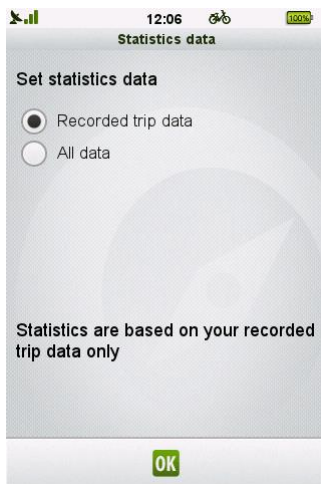 12:06
100%
Statistics data
Set statistics data
Recorded trip data
All data
Statistics are based on your recorded
trip data only
OK